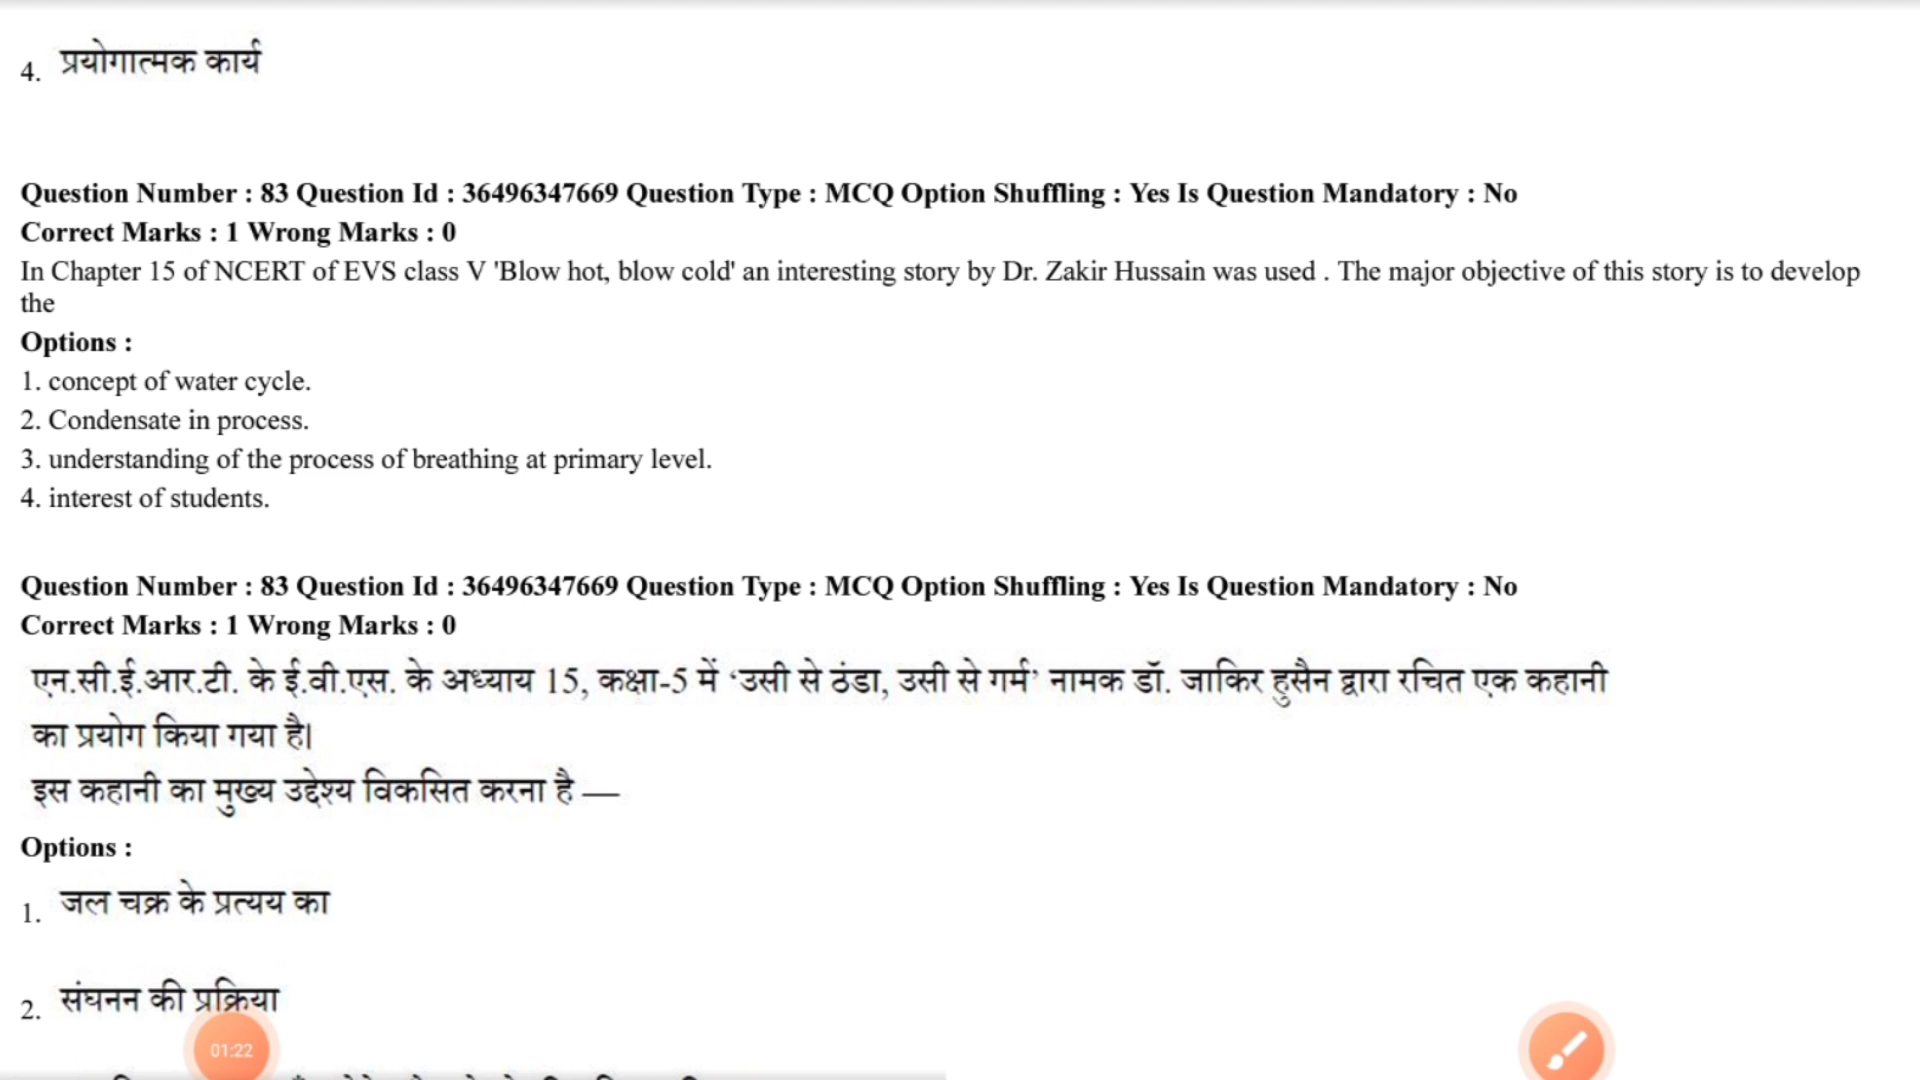 4. प्रयोगात्मक कार्य
Question Number : 83 Question Id : 36496347669 Question Type : MCQ Option Shuffling : Yes Is Question Mandatory : No
Correct Marks : 1 Wrong Marks : 0
In Chapter 15 of NCERT of EVS class V 'Blow hot, blow cold' an interesting story by Dr. Zakir Hussain was used . The major objective of this story is to develop
the
Options :
1. concept of water cycle.
2. Condensate in process.
3. understanding of the process of breathing at primary level.
4. interest of students.
Question Number : 83 Question Id : 36496347669 Question Type : MCQ Option Shuffling : Yes Is Question Mandatory : No
Correct Marks : 1 Wrong Marks : 0
एन.सी.ई.आर.टी. के ई.वी.एस. के अध्याय 15, कक्षा-5 में ‘उसी से ठंडा, उसी से गर्म’ नामक डॉ. जाकिर हुसैन द्वारा रचित एक कहानी
का प्रयोग किया गया है।
इस कहानी का मुख्य उद्देश्य विकसित करना है —
Options :
1. जल चक्र के प्रत्यय का
2. संघनन की प्रक्रिया
01:22